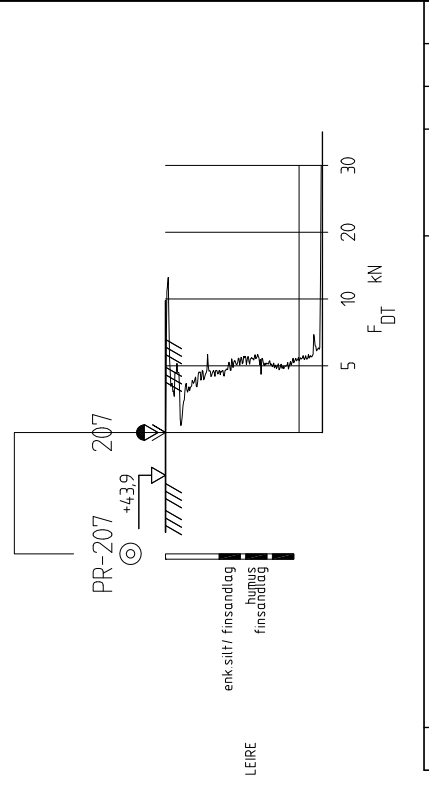 207
PR-207
+43,9
5
10
20
30
F DT kN
enk.silt/ finsandlag
humus
finsandlag
LEIRE